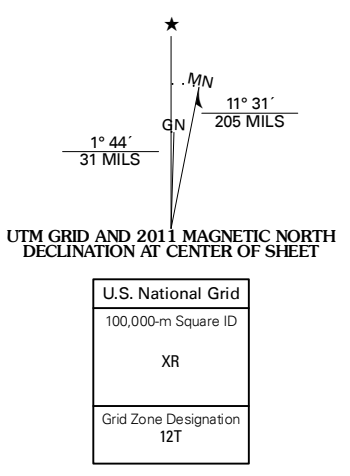 ★
MN
GN
11° 31´
205 MILS
1° 44´
31 MILS
UTM GRID AND 2011 MAGNETIC NORTH
DECLINATION AT CENTER OF SHEET
U.S. National Grid
100,000-m Square ID
XR
Grid Zone Designation
12T